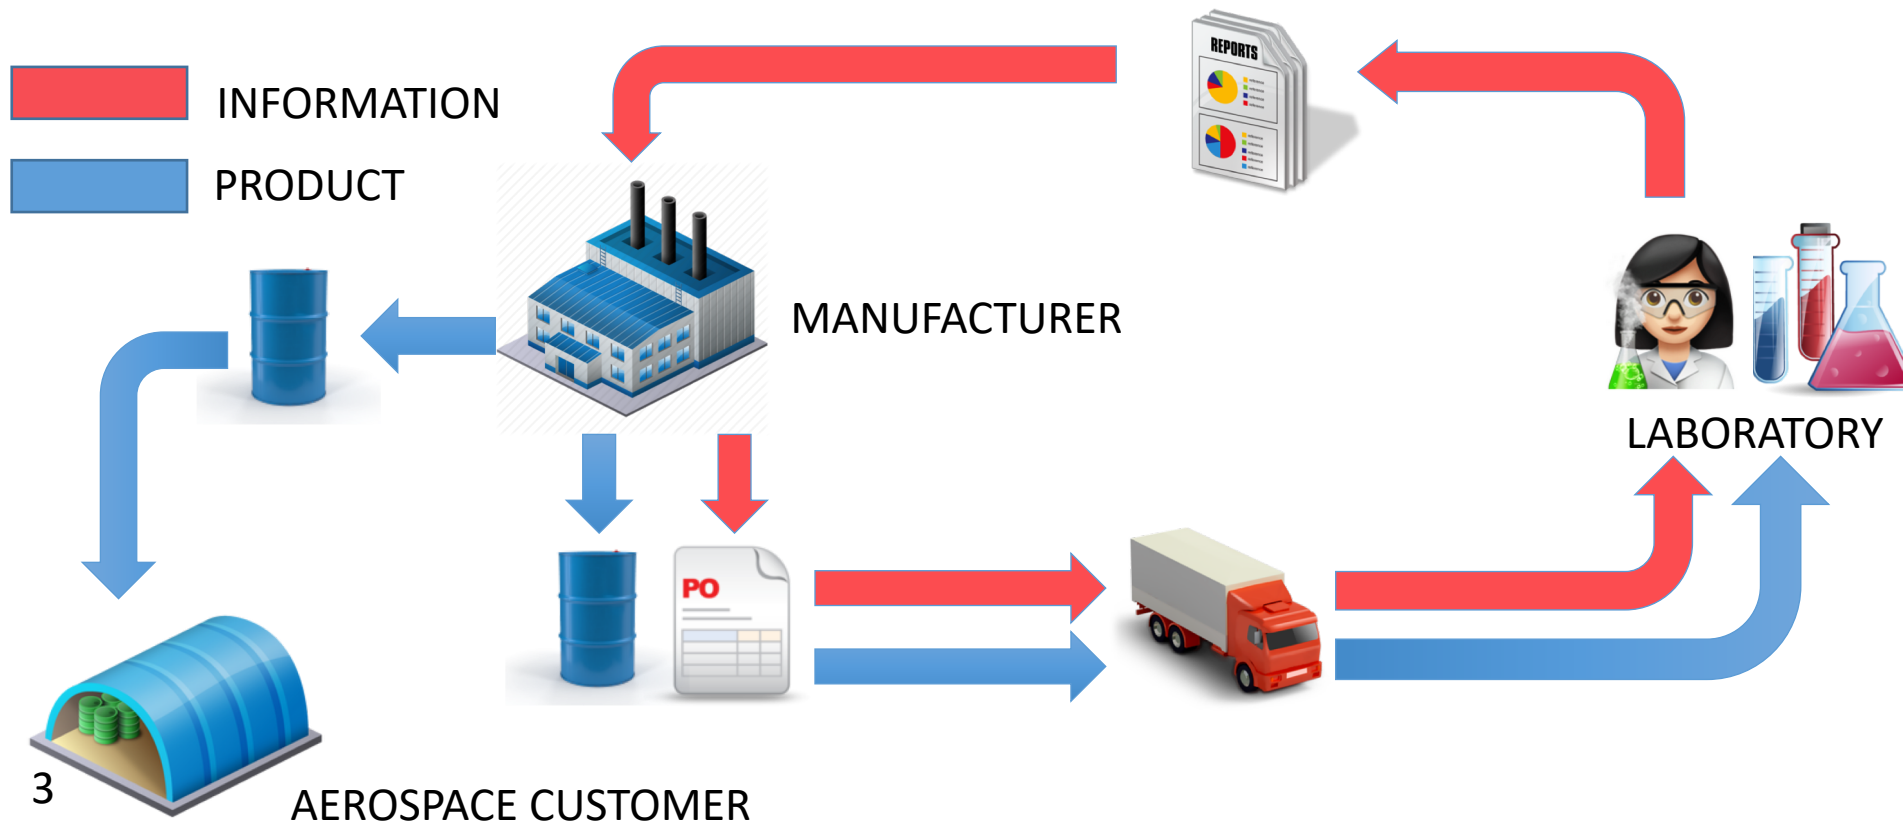 REPORTS
INFORMATION
PRODUCT
MANUFACTURER
LABORATORY
PO
3
AEROSPACE CUSTOMER